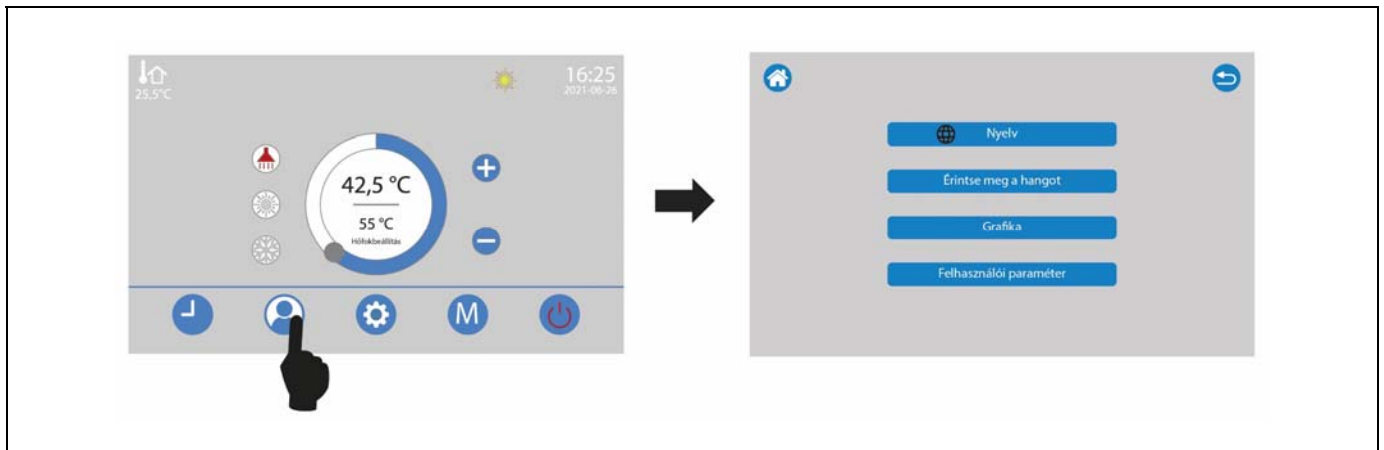 25.5°C
16:25
2021-06-26
42,5 °C
55 °C
Hőfokbeállítás
M
Nyelv
Érintse meg a hangot
Grafika
Felhasználói paraméter